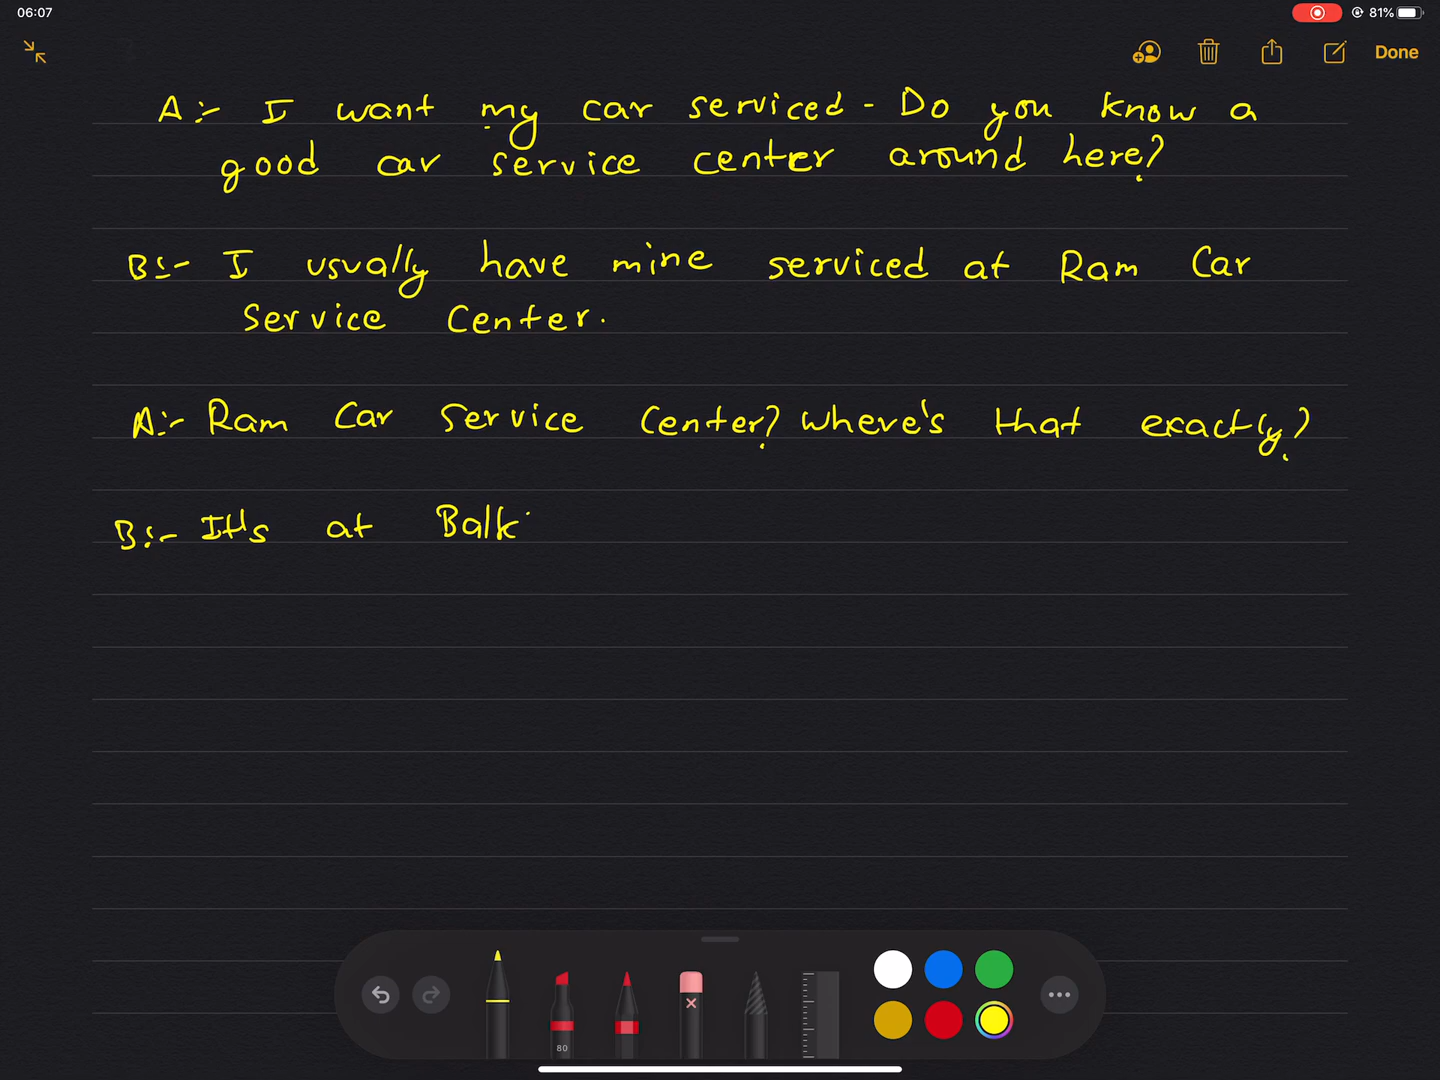 06:07
81%
Done
A:- I want my car serviced - Do you know a
good car service center around here?
B:- I usually have mine serviced at Ram Car
Service Center.
A:- Ram Car Service Center? Where's that exactly?
B:- It's at Balk
80